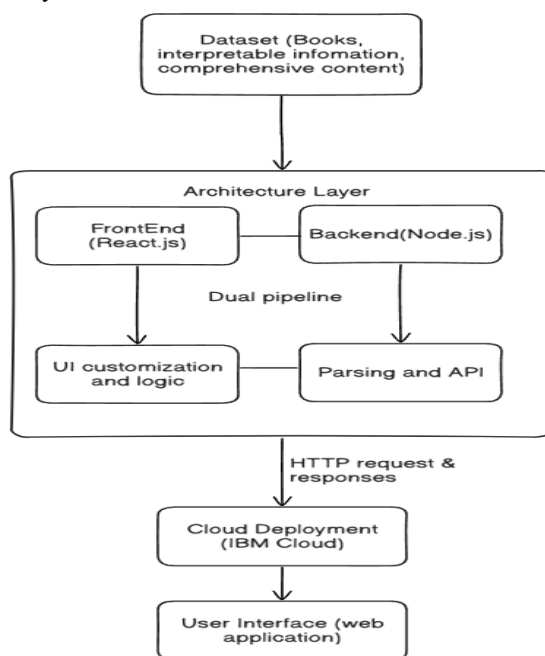 Dataset (Books,
interpretable infomation,
comprehensive content)
Architecture Layer
FrontEnd
(React.js)
Backend(Node.js)
Dual pipeline
UI customization
and logic
Parsing and API
HTTP request &
responses
Cloud Deployment
(IBM Cloud)
User Interface (web
application)